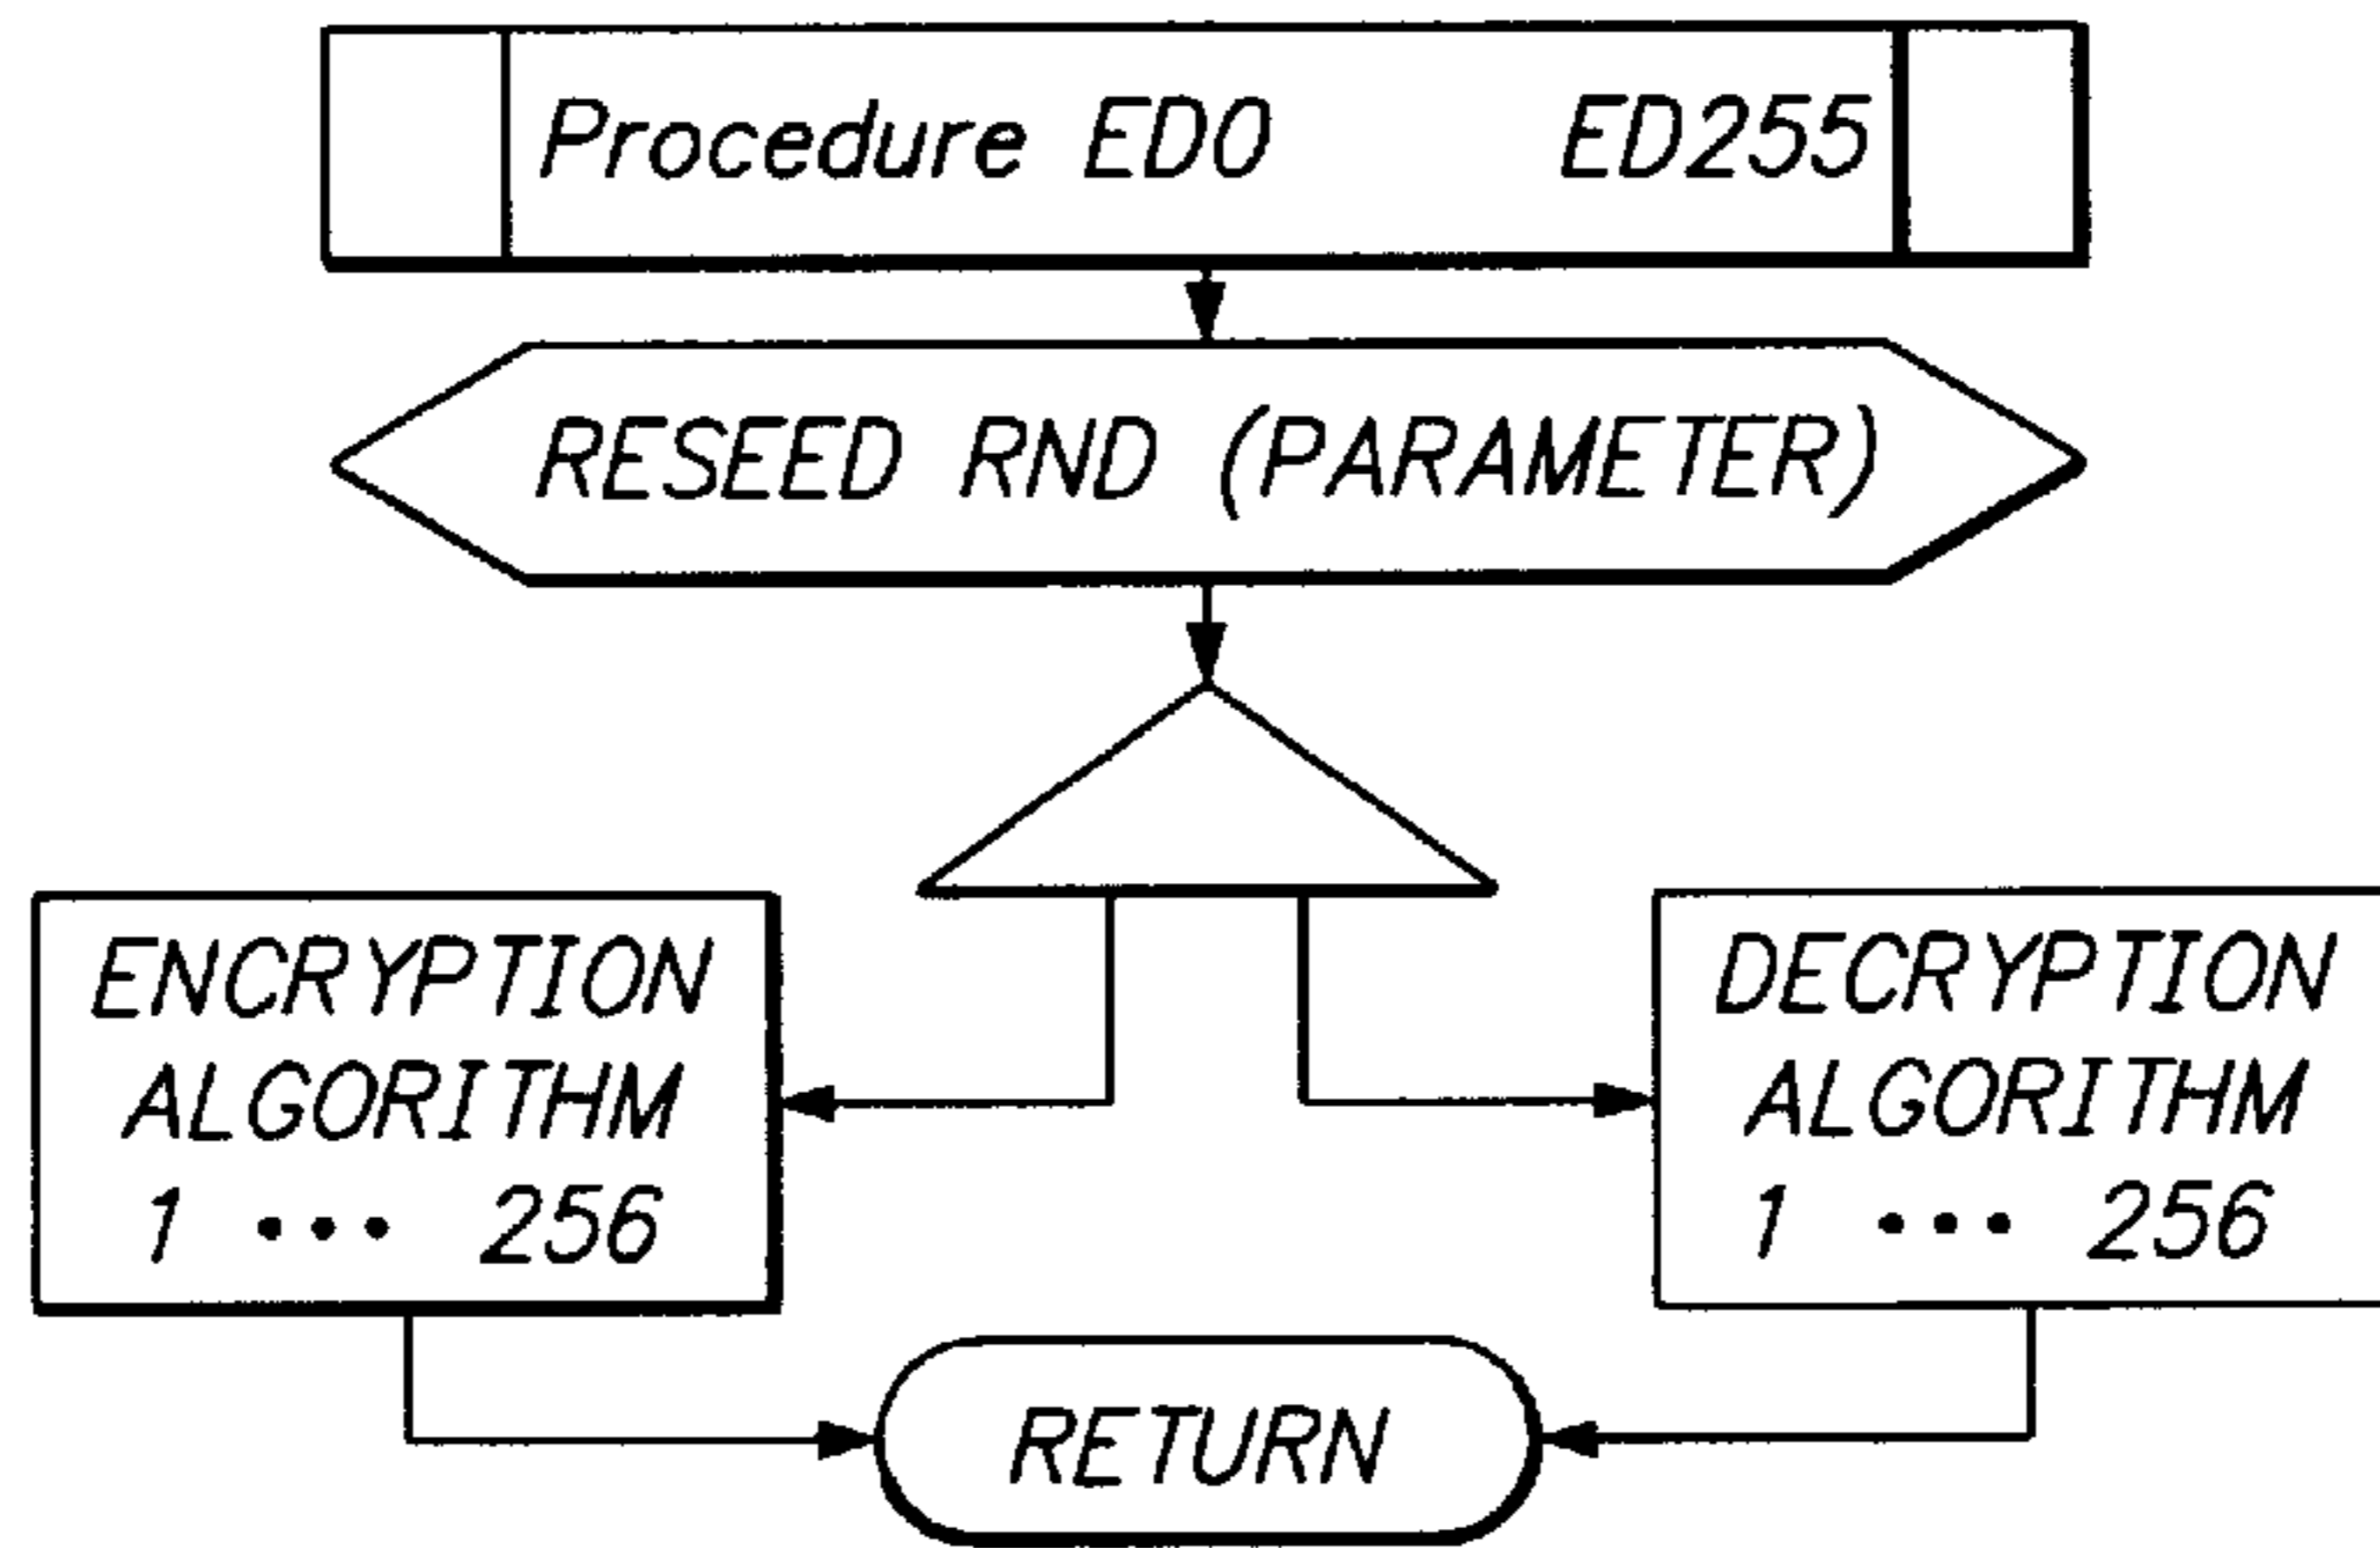 Procedure ED0 ED255
RESEED RND (PARAMETER)
ENCRYPTION
ALGORITHM
1 ••• 256
DECRYPTION
ALGORITHM
1 ••• 256
RETURN